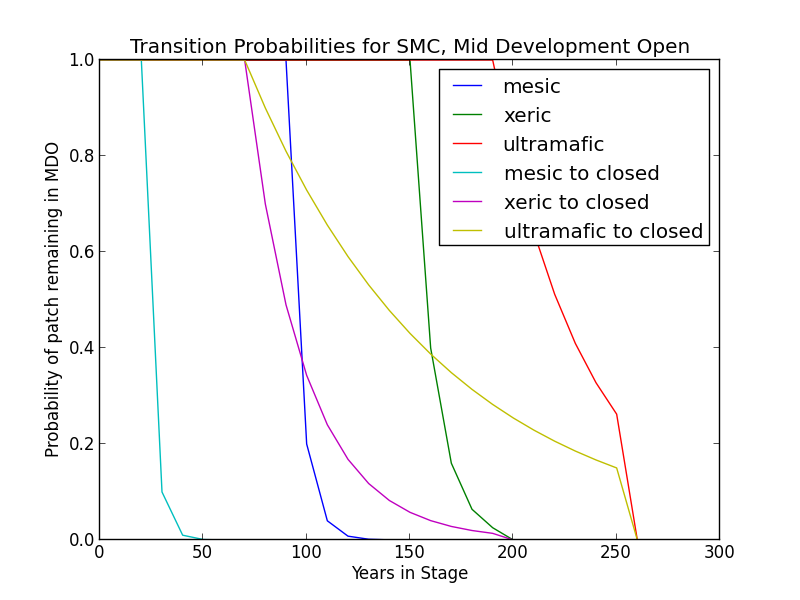 Transition Probabilities for SMC, Mid Development Open
1.0
0.8
0.6
0.4
0.2
0.0
Probability of patch remaining in MDO
mesic
xeric
ultramafic
mesic to closed
xeric to closed
ultramafic to closed
0 50 100 150 200 250 300
Years in Stage